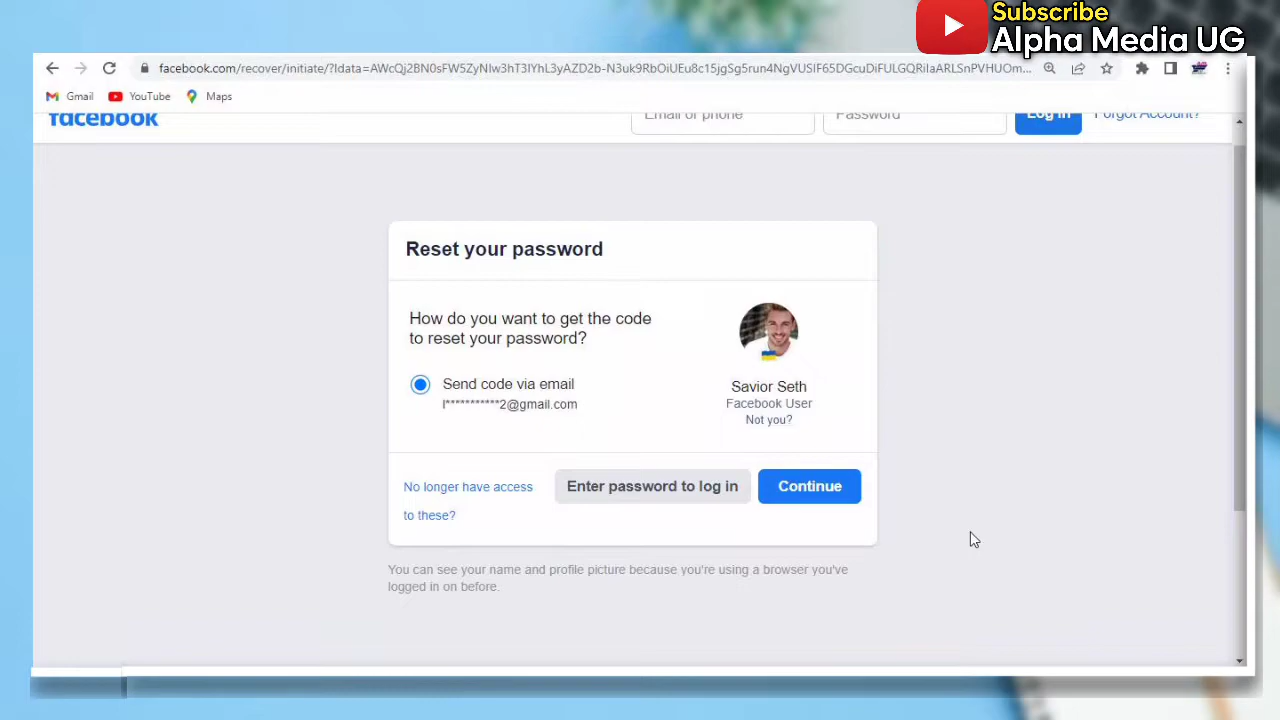 Subscribe
Alpha Media UG
facebook.com/recover/initiate/?ldata=
Gmail YouTube Maps
facebook Email or phone Password Log In Forgot Account?
Reset your password
How do you want to get the code
to reset your password?
Send code via email
l***********2@gmail.com
Savior Seth
Facebook User
Not you?
No longer have access
to these?
Enter password to log in Continue
You can see your name and profile picture because you're using a browser you've
logged in on before.